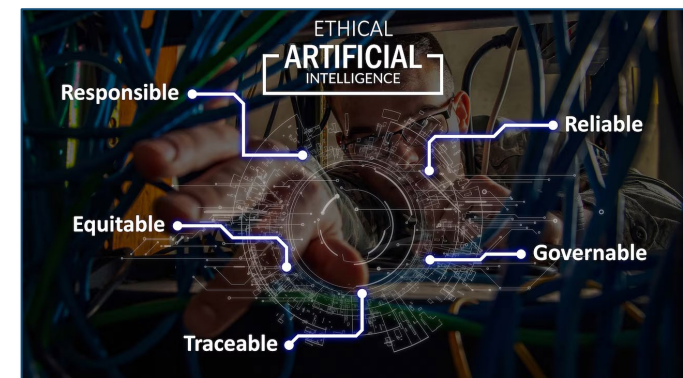 ETHICAL
ARTIFICIAL
INTELLIGENCE
Responsible
Reliable
Equitable
Governable
Traceable